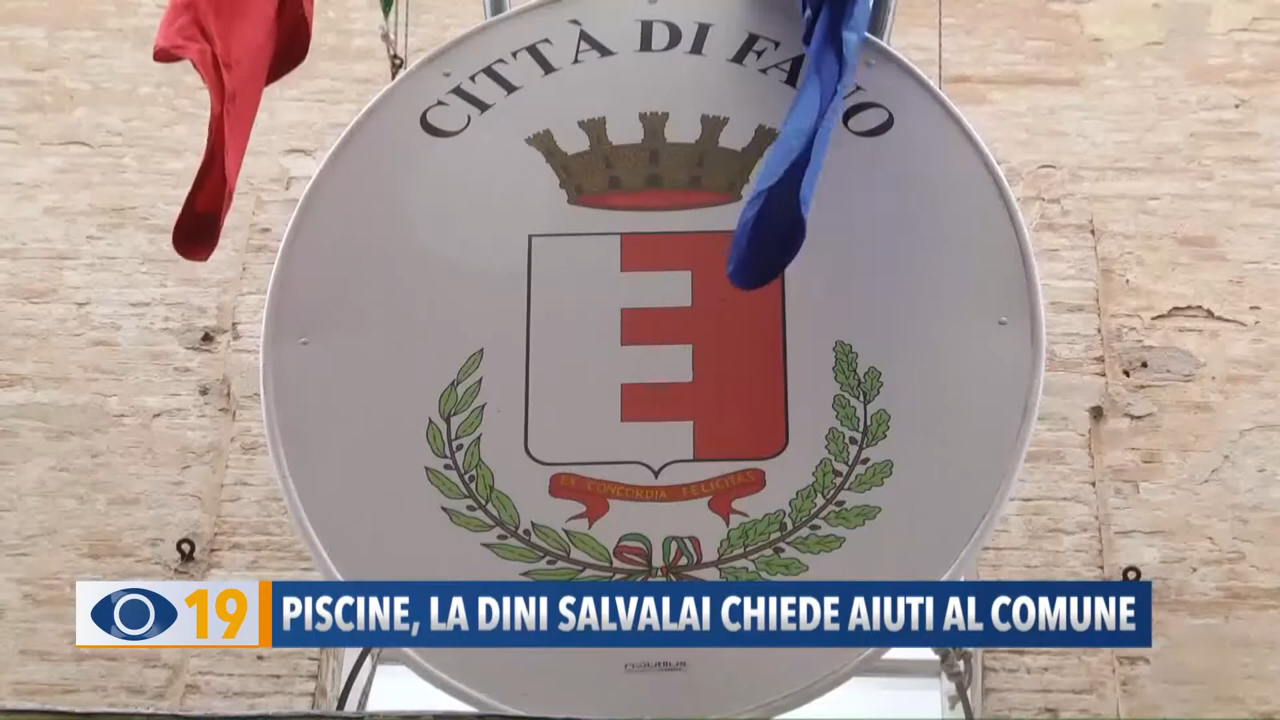 CITTÀ DI FANO
EX CONCORDIA FELICITAS
19
PISCINE, LA DINI SALVALAI CHIEDE AIUTI AL COMUNE